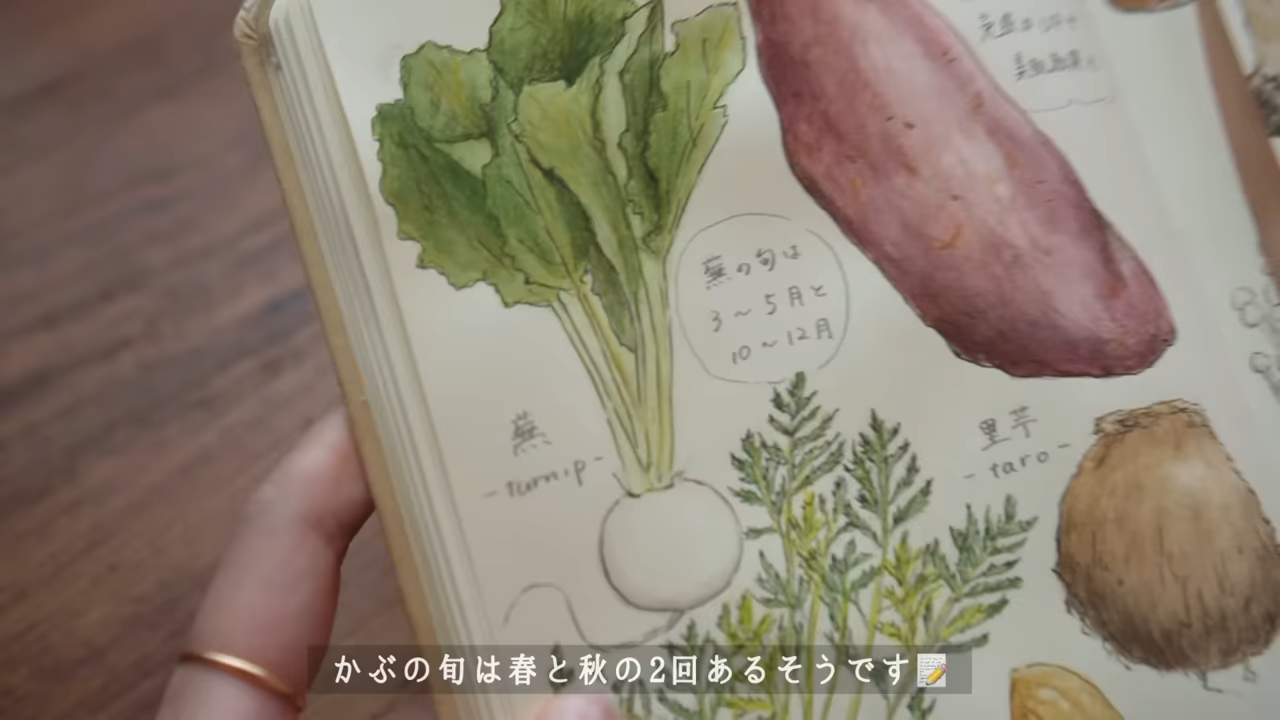 蕪の旬は
3〜5月と
10〜12月
蕪
-turnip-
里芋
-taro-
かぶの旬は春と秋の2回あるそうです📝